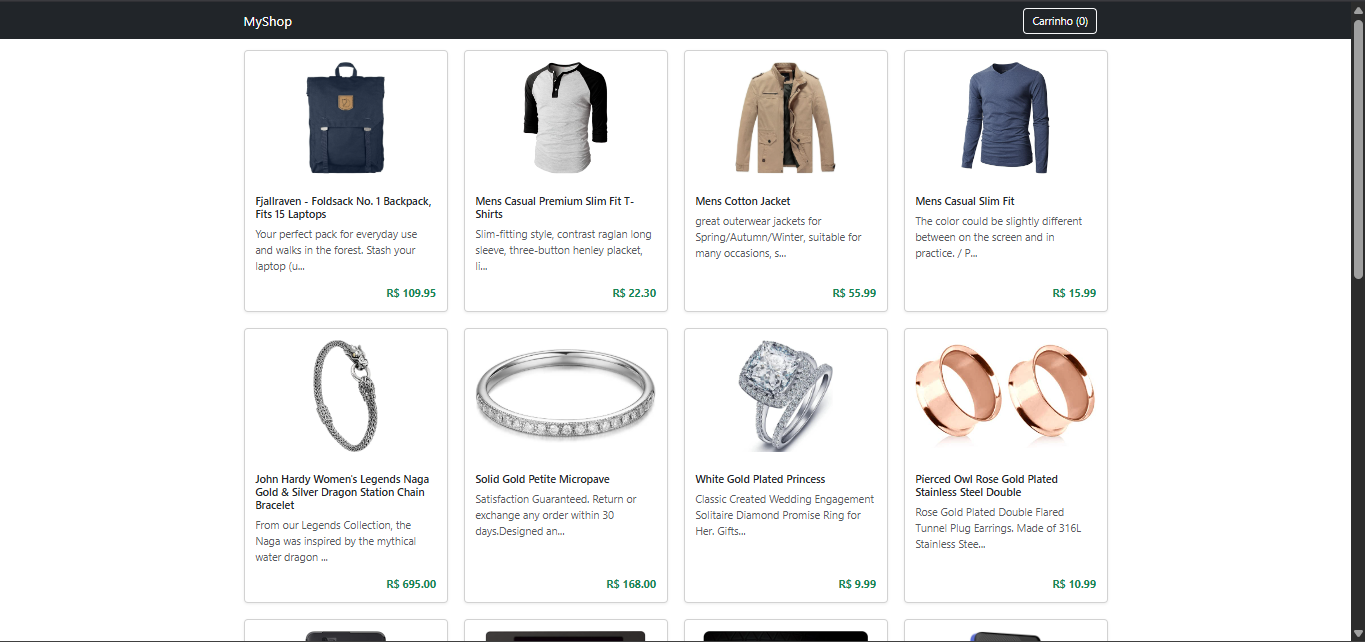 MyShop
Carrinho (0)
Fjallraven - Foldsack No. 1 Backpack,
Fits 15 Laptops
Your perfect pack for everyday use
and walks in the forest. Stash your
laptop (u...
R$ 109.95
Mens Casual Premium Slim Fit T-
Shirts
Slim-fitting style, contrast raglan long
sleeve, three-button henley placket,
li...
R$ 22.30
Mens Cotton Jacket
great outerwear jackets for
Spring/Autumn/Winter, suitable for
many occasions, s...
R$ 55.99
Mens Casual Slim Fit
The color could be slightly different
between on the screen and in
practice. / P...
R$ 15.99
John Hardy Women's Legends Naga
Gold & Silver Dragon Station Chain
Bracelet
From our Legends Collection, the
Naga was inspired by the mythical
water dragon ...
R$ 695.00
Solid Gold Petite Micropave
Satisfaction Guaranteed. Return or
exchange any order within 30
days.Designed an...
R$ 168.00
White Gold Plated Princess
Classic Created Wedding Engagement
Solitaire Diamond Promise Ring for
Her. Gifts...
R$ 9.99
Pierced Owl Rose Gold Plated
Stainless Steel Double
Rose Gold Plated Double Flared
Tunnel Plug Earrings. Made of 316L
Stainless Stee...
R$ 10.99